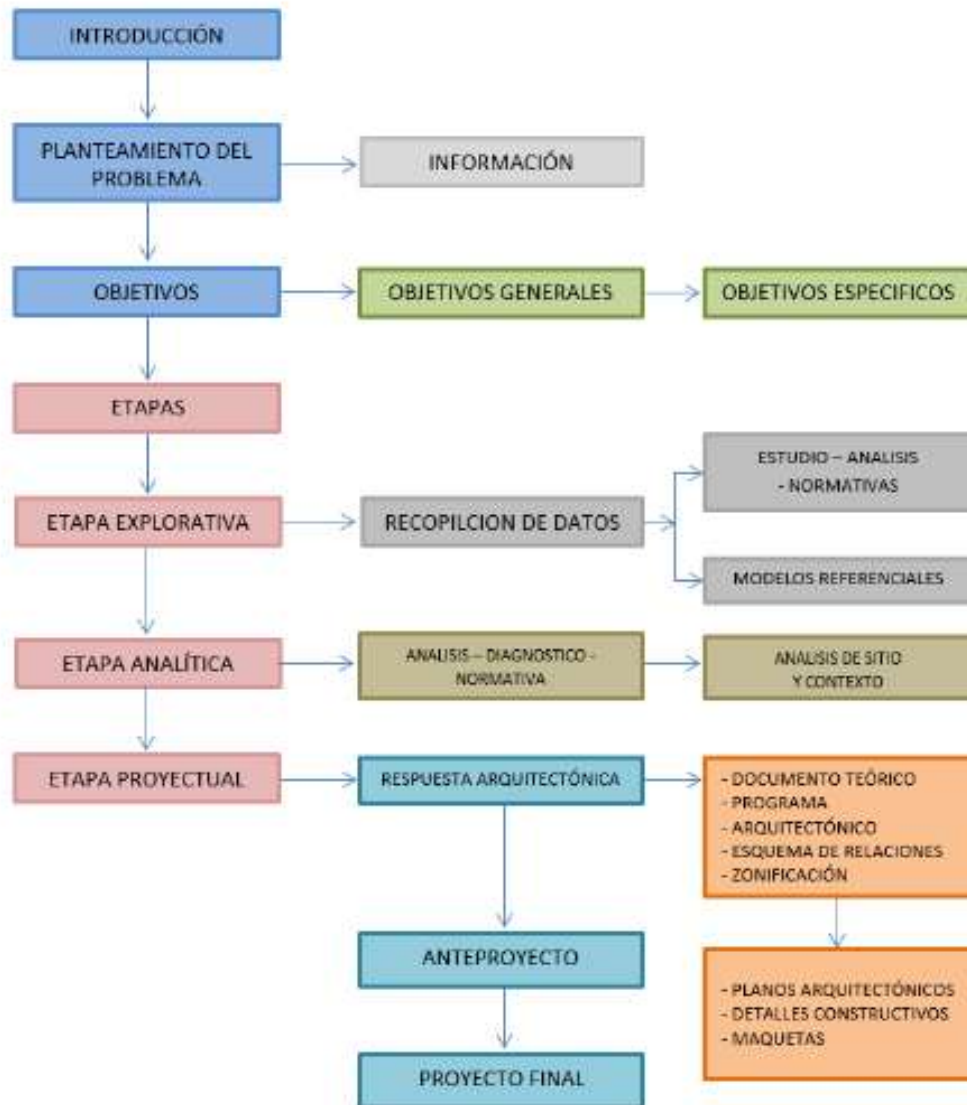 INTRODUCCIÓN
PLANTEAMIENTO DEL
PROBLEMA
INFORMACIÓN
OBJETIVOS
OBJETIVOS GENERALES
OBJETIVOS ESPECIFICOS
ETAPAS
ETAPA EXPLORATIVA
RECOPILCION DE DATOS
ESTUDIO – ANALISIS
- NORMATIVAS
MODELOS REFERENCIALES
ETAPA ANALÍTICA
ANALISIS – DIAGNOSTICO -
NORMATIVA
ANALISIS DE SITIO
Y CONTEXTO
ETAPA PROYECTUAL
RESPUESTA ARQUITECTÓNICA
- DOCUMENTO TEÓRICO
- PROGRAMA
- ARQUITECTÓNICO
- ESQUEMA DE RELACIONES
- ZONIFICACIÓN
ANTEPROYECTO
- PLANOS ARQUITECTÓNICOS
- DETALLES CONSTRUCTIVOS
- MAQUETAS
PROYECTO FINAL